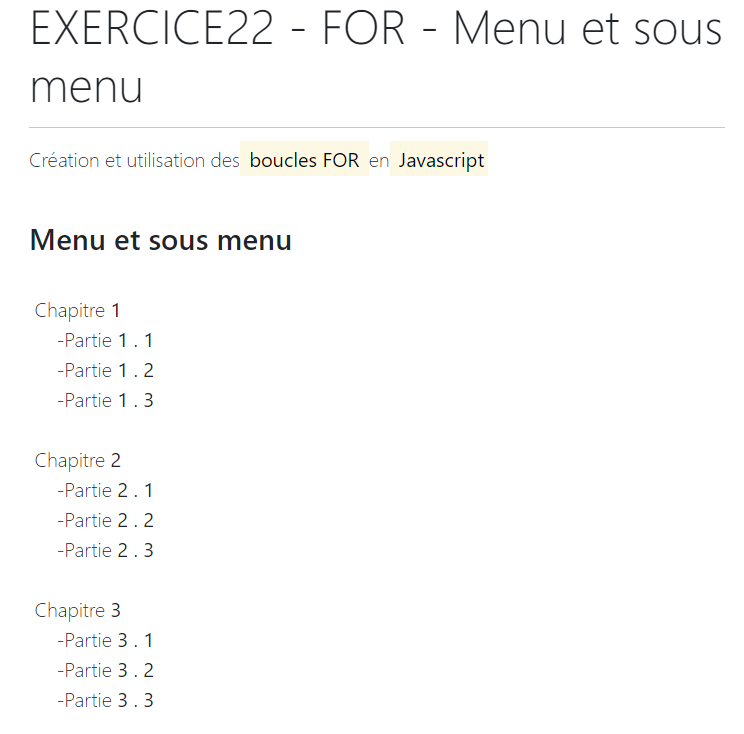 EXERCICE22 - FOR - Menu et sous
menu
Création et utilisation des boucles FOR en Javascript
Menu et sous menu
Chapitre 1
-Partie 1 . 1
-Partie 1 . 2
-Partie 1 . 3
Chapitre 2
-Partie 2 . 1
-Partie 2 . 2
-Partie 2 . 3
Chapitre 3
-Partie 3 . 1
-Partie 3 . 2
-Partie 3 . 3